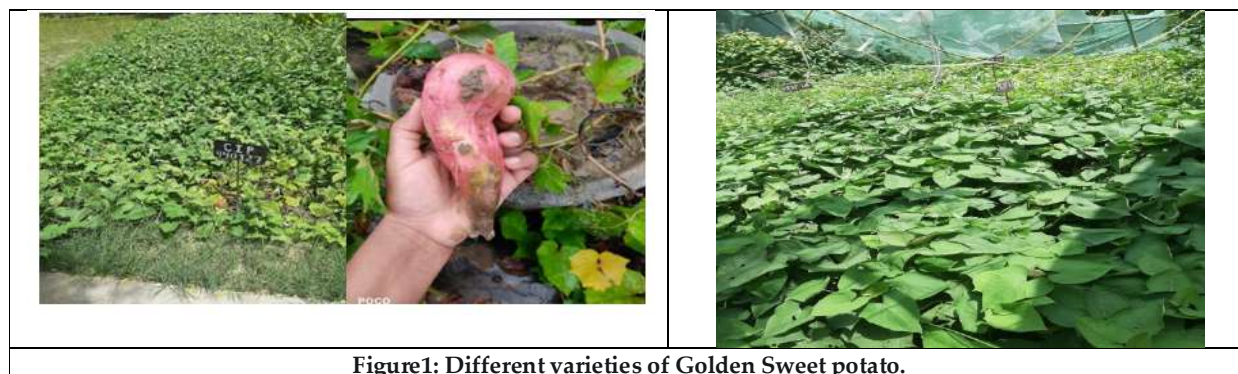 CIP
POCO
Figure1: Different varieties of Golden Sweet potato.